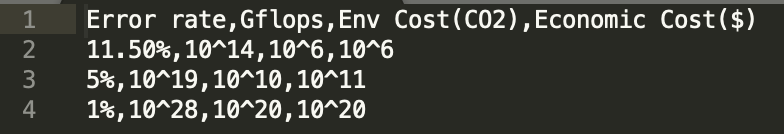 1 Error rate,Gflops,Env Cost(CO2),Economic Cost($)
2 11.50%,10^14,10^6,10^6
3 5%,10^19,10^10,10^11
4 1%,10^28,10^20,10^20